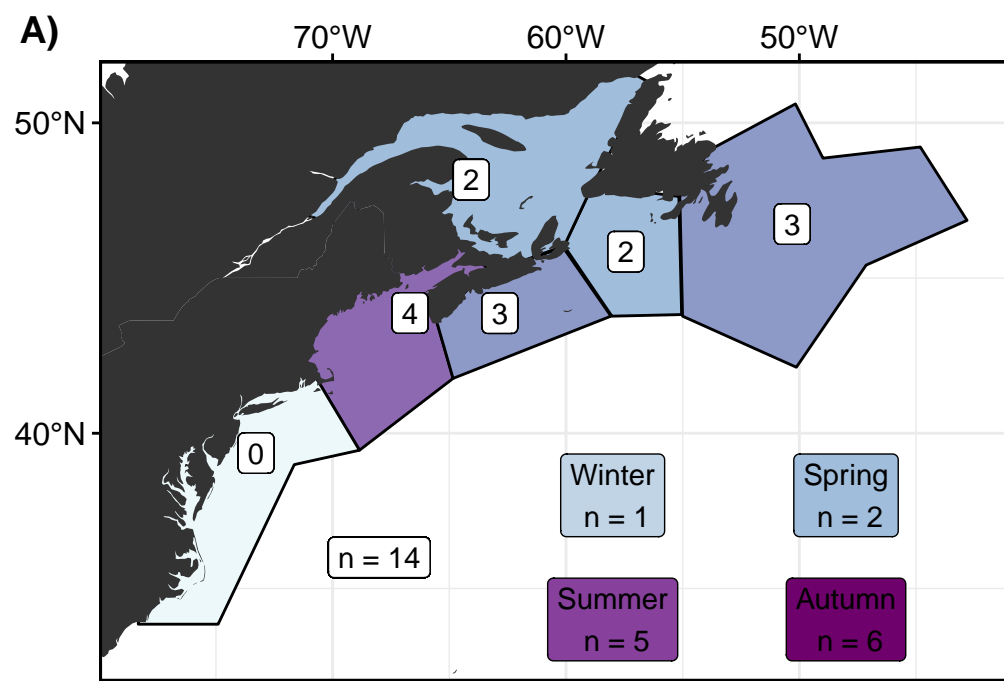 A)
70°W 60°W 50°W
50°N
40°N
2
3
2
4
3
0
n = 14
Winter
n = 1
Spring
n = 2
Summer
n = 5
Autumn
n = 6